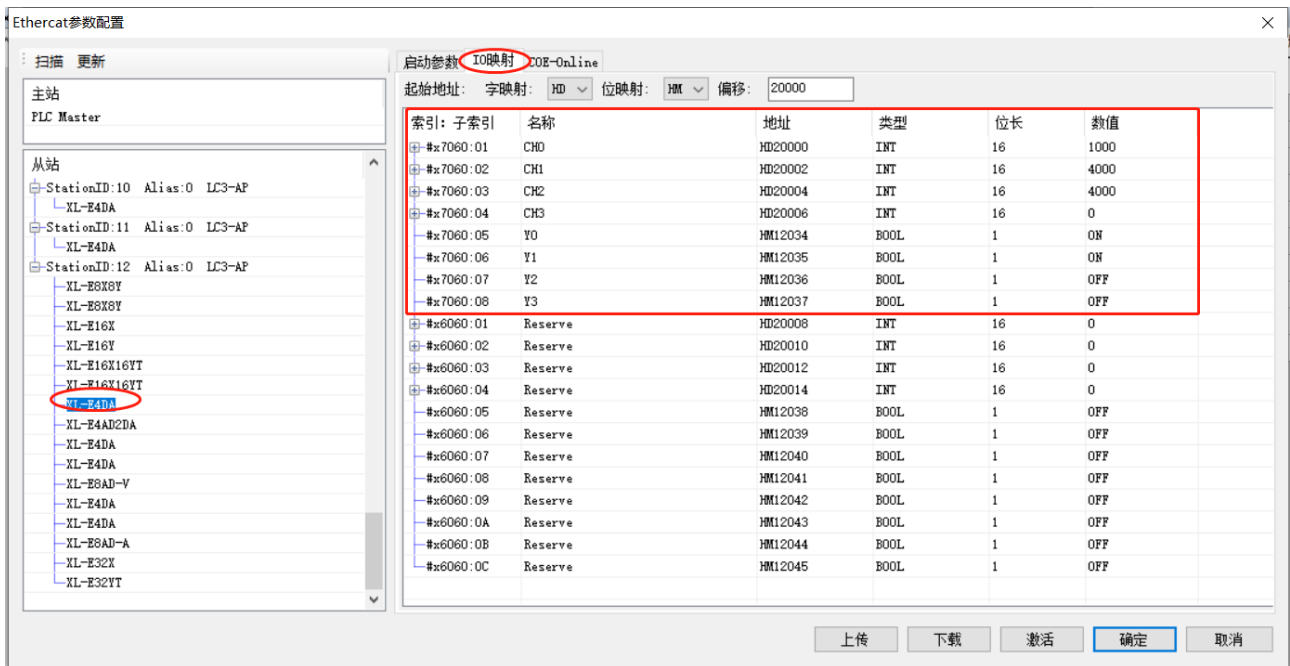 Ethercat参数配置
扫描 更新
主站
PLC Master
从站
StationID:10 Alias:0 LC3-AP
XL-E4DA
StationID:11 Alias:0 LC3-AP
XL-E4DA
StationID:12 Alias:0 LC3-AP
XL-E8X8Y
XL-E8X8Y
XL-E16X
XL-E16Y
XL-E16X16YT
XL-E16X16YT
XL-E4DA
XL-E4AD2DA
XL-E4DA
XL-E4DA
XL-E8AD-V
XL-E4DA
XL-E4DA
XL-E8AD-A
XL-E32X
XL-E32YT
启动参数 IO映射 COE-Online
起始地址: 字映射: HD 位映射: HM 偏移: 20000
索引: 子索引 名称 地址 类型 位长 数值
#x7060:01 CH0 HD20000 INT 16 1000
#x7060:02 CH1 HD20002 INT 16 4000
#x7060:03 CH2 HD20004 INT 16 4000
#x7060:04 CH3 HD20006 INT 16 0
#x7060:05 Y0 HM12034 BOOL 1 ON
#x7060:06 Y1 HM12035 BOOL 1 ON
#x7060:07 Y2 HM12036 BOOL 1 OFF
#x7060:08 Y3 HM12037 BOOL 1 OFF
#x6060:01 Reserve HD20008 INT 16 0
#x6060:02 Reserve HD20010 INT 16 0
#x6060:03 Reserve HD20012 INT 16 0
#x6060:04 Reserve HD20014 INT 16 0
#x6060:05 Reserve HM12038 BOOL 1 OFF
#x6060:06 Reserve HM12039 BOOL 1 OFF
#x6060:07 Reserve HM12040 BOOL 1 OFF
#x6060:08 Reserve HM12041 BOOL 1 OFF
#x6060:09 Reserve HM12042 BOOL 1 OFF
#x6060:0A Reserve HM12043 BOOL 1 OFF
#x6060:0B Reserve HM12044 BOOL 1 OFF
#x6060:0C Reserve HM12045 BOOL 1 OFF
上传 下载 激活 确定 取消